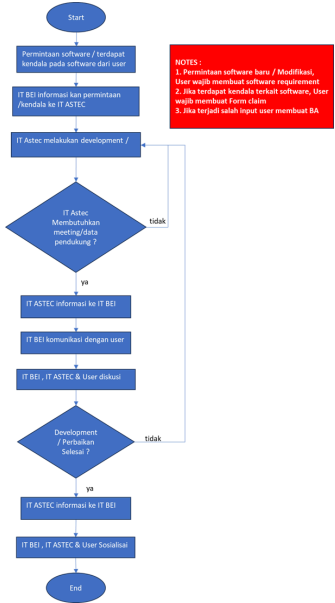 Start
Permintaan software / terdapat
kendala pada software dari user
NOTES :
1. Permintaan software baru / Modifikasi,
User wajib membuat software requirement
2. Jika terdapat kendala terkait software, User
wajib membuat Form claim
3. Jika terjadi salah input user membuat BA
IT BEI informasi kan permintaan
/kendala ke IT ASTEC
IT Astec melakukan development /
IT Astec
Membutuhkan
meeting/data
pendukung ?
tidak
ya
IT ASTEC informasi ke IT BEI
IT BEI komunikasi dengan user
IT BEI , IT ASTEC & User diskusi
Development
/ Perbaikan
Selesai ?
tidak
ya
IT ASTEC informasi ke IT BEI
IT BEI , IT ASTEC & User Sosialisai
End